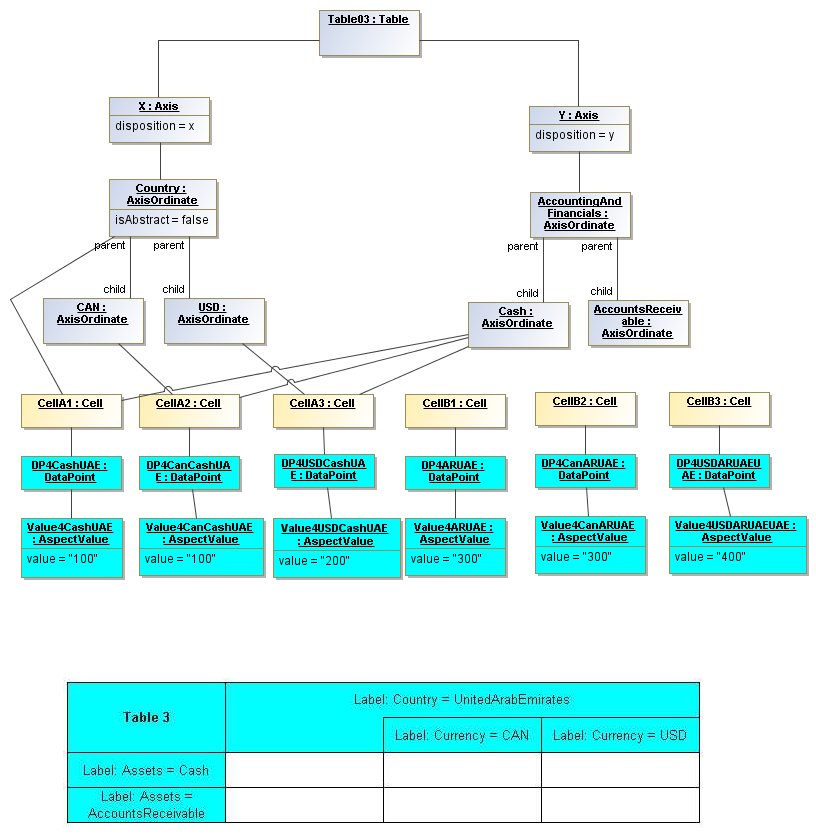 Table03 : Table
X : Axis
disposition = x
Y : Axis
disposition = y
Country :
AxisOrdinate
isAbstract = false
AccountingAnd
Financials :
AxisOrdinate
parent
parent
parent
parent
child
child
child
child
CAN :
AxisOrdinate
USD :
AxisOrdinate
Cash :
AxisOrdinate
AccountsReceiv
able :
AxisOrdinate
CellA1 : Cell
CellA2 : Cell
CellA3 : Cell
CellB1 : Cell
CellB2 : Cell
CellB3 : Cell
DP4CashUAE :
DataPoint
DP4CanCashUA
E : DataPoint
DP4USDCashUA
E : DataPoint
DP4ARUAE :
DataPoint
DP4CanARUAE :
DataPoint
DP4USDARUAEU
AE : DataPoint
Value4CashUAE
: AspectValue
value = "100"
Value4CanCashUAE
: AspectValue
value = "100"
Value4USDCashUAE
: AspectValue
value = "200"
Value4ARUAE :
AspectValue
value = "300"
Value4CanARUAE
: AspectValue
value = "300"
Value4USDARUAEUAE :
AspectValue
value = "400"
Table 3
Label: Country = UnitedArabEmirates
Label: Currency = CAN
Label: Currency = USD
Label: Assets = Cash
Label: Assets =
AccountsReceivable